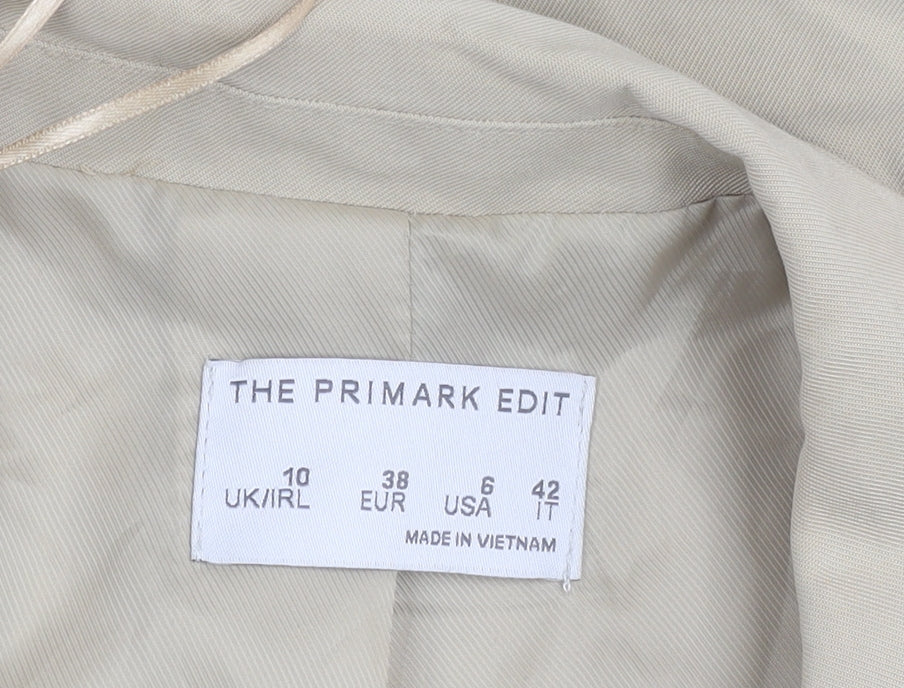 THE PRIMARK EDIT
10 38 6 42
UK/IRL EUR USA IT
MADE IN VIETNAM